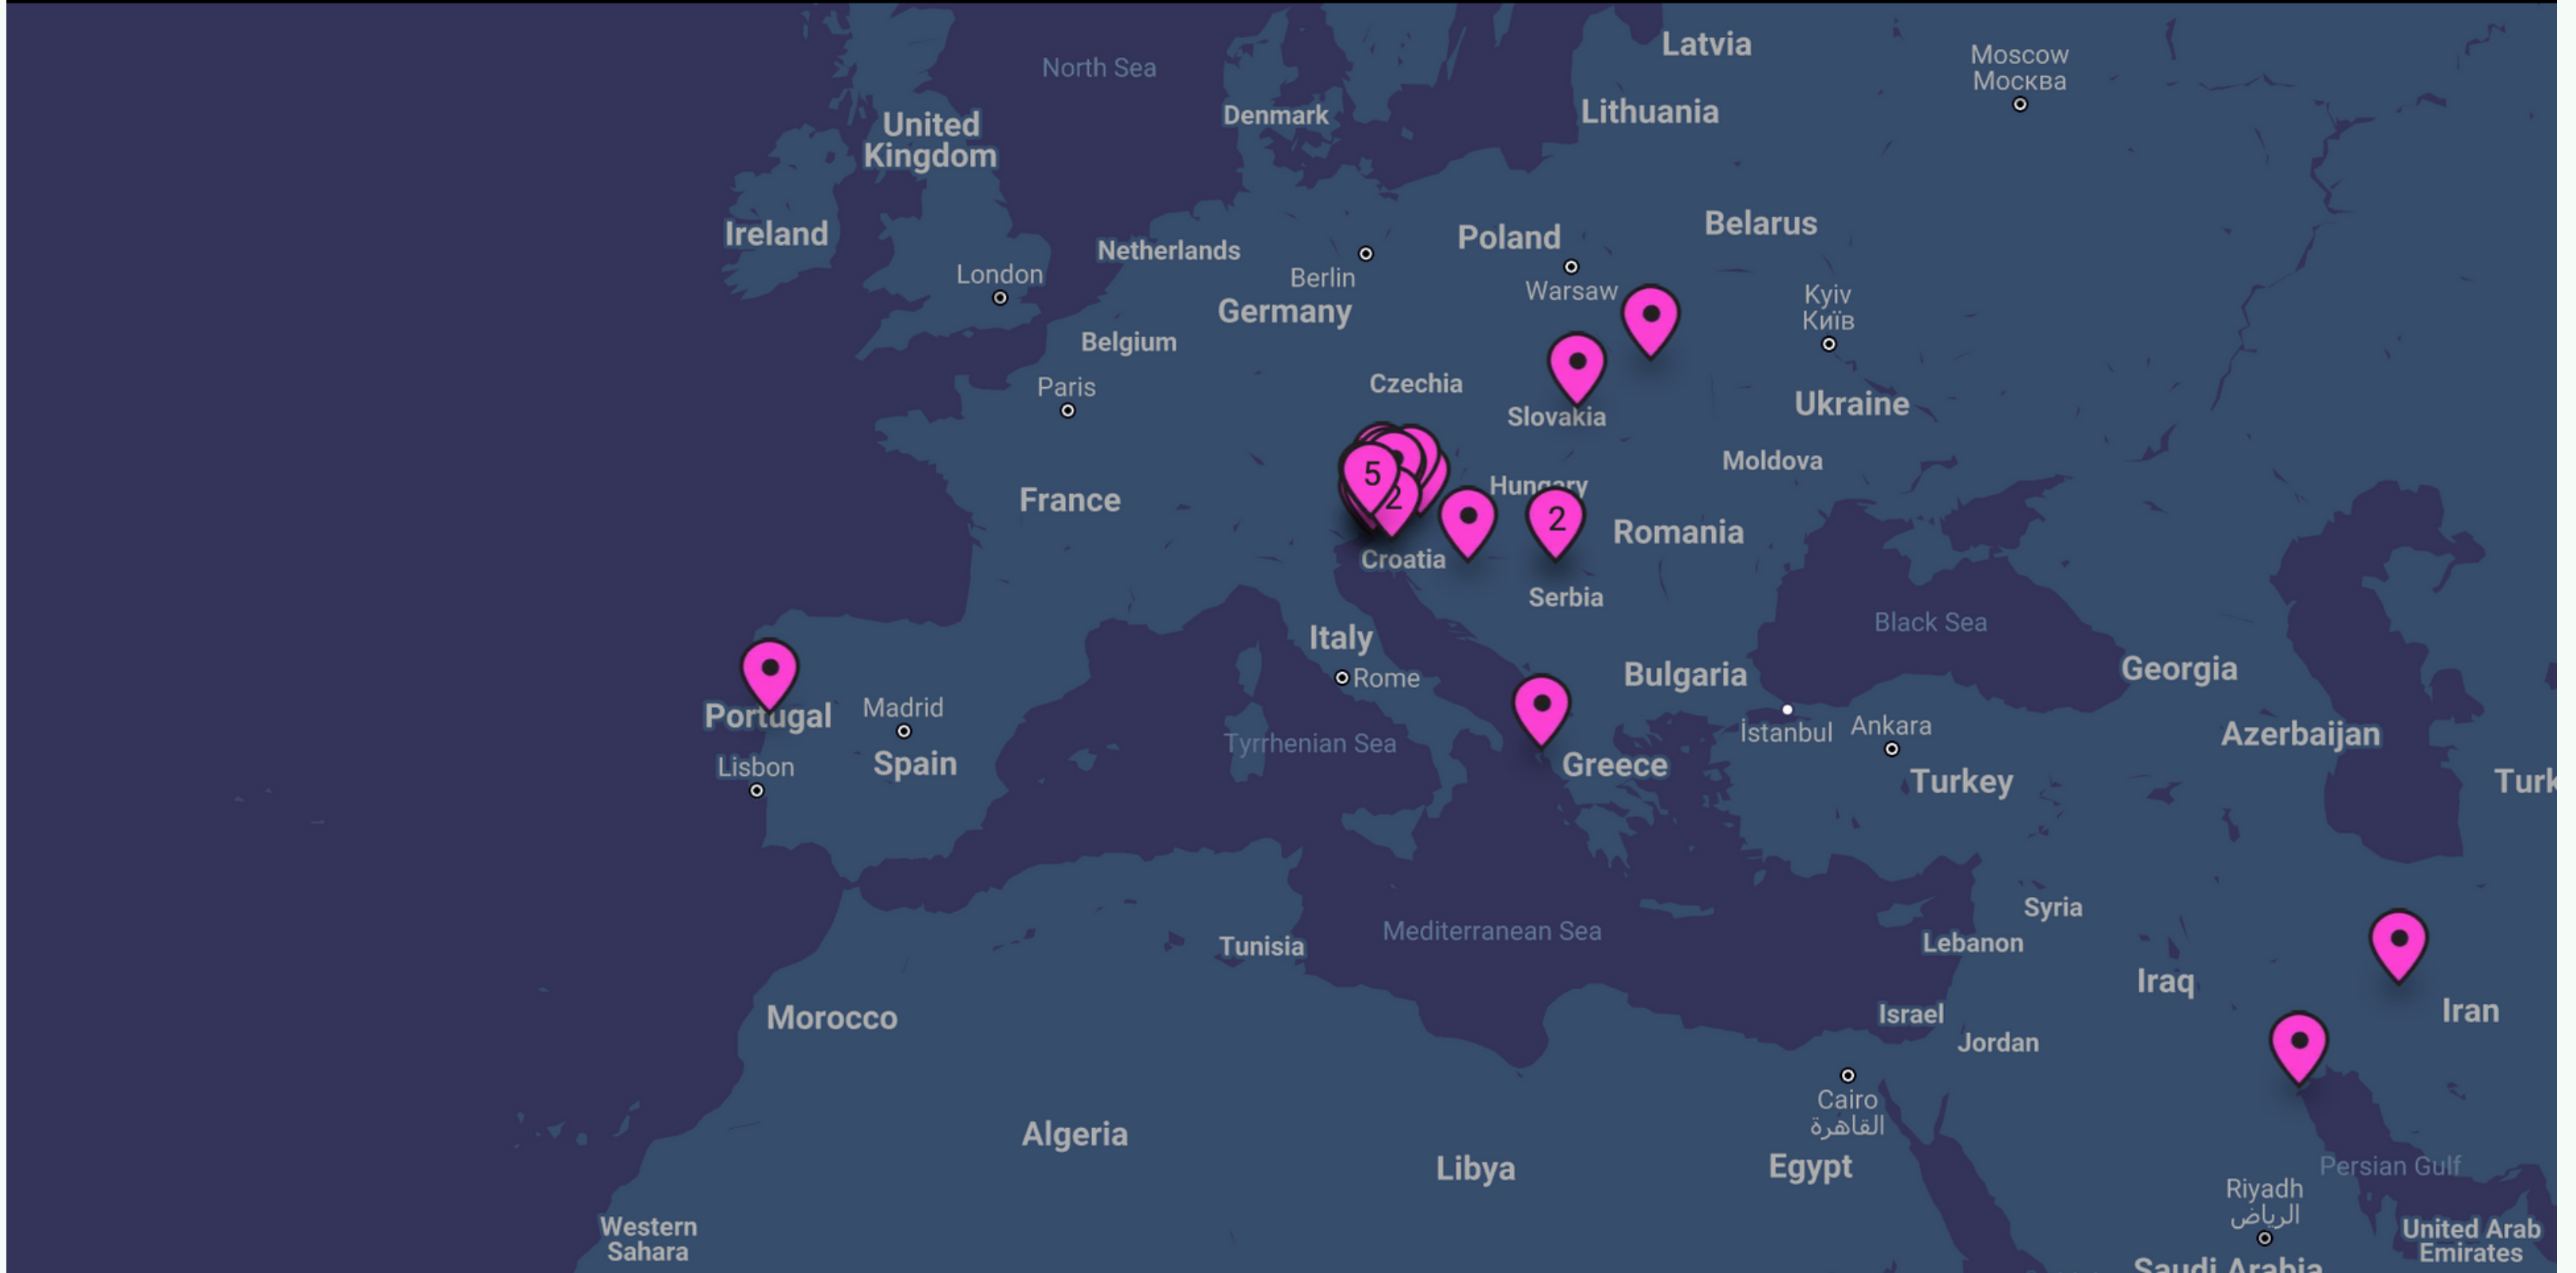 Latvia
Moscow
Москва
North Sea
Denmark
Lithuania
United
Kingdom
Ireland
Netherlands
Poland
Belarus
London
Berlin
Warsaw
Germany
Kyiv
Київ
Belgium
Paris
Czechia
Slovakia
Ukraine
Moldova
France
5
2
Hungary
2
Romania
Croatia
Serbia
Black Sea
Italy
Rome
Bulgaria
Georgia
Portugal
Madrid
Lisbon
Spain
Tyrrhenian Sea
Greece
İstanbul
Ankara
Azerbaijan
Turkey
Turk
Syria
Mediterranean Sea
Lebanon
Tunisia
Iraq
Iran
Morocco
Israel
Jordan
Cairo
القاهرة
Algeria
Libya
Egypt
Persian Gulf
Riyadh
الرياض
Western
Sahara
United Arab
Emirates
Saudi Arabia